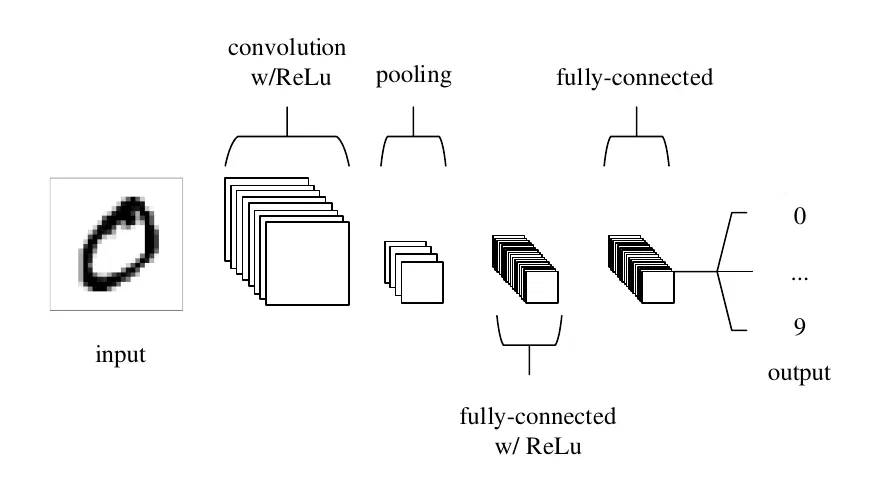 convolution
w/ReLu
pooling
fully-connected
input
fully-connected
w/ ReLu
0
...
9
output